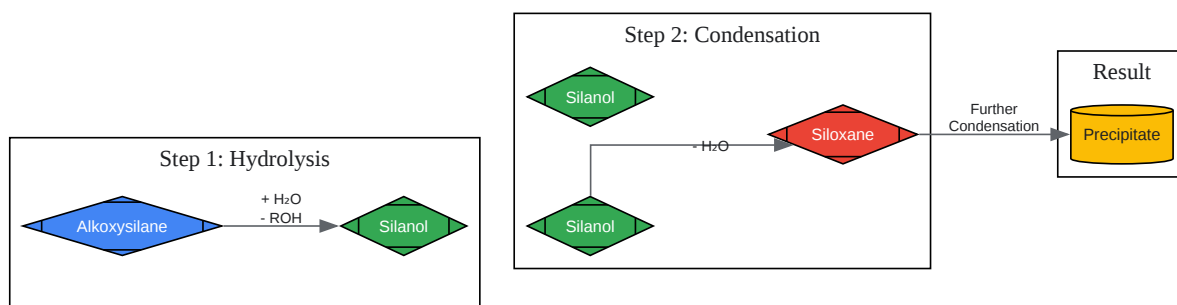 Step 1: Hydrolysis
Alkoxysilane
+ H₂O
- ROH
Silanol
Step 2: Condensation
Silanol
Silanol
- H₂O
Siloxane
Further
Condensation
Result
Precipitate